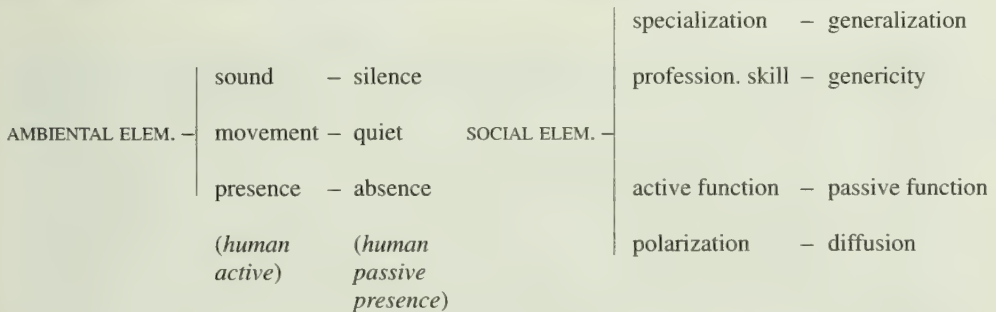 AMBIENTAL ELEM. –
sound – silence
movement – quiet
presence – absence
(human (human
active) passive
presence)
SOCIAL ELEM. –
specialization – generalization
profession. skill – genericity
active function – passive function
polarization – diffusion